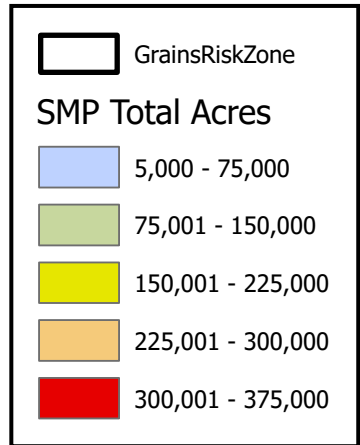 GrainsRiskZone
SMP Total Acres
5,000 - 75,000
75,001 - 150,000
150,001 - 225,000
225,001 - 300,000
300,001 - 375,000